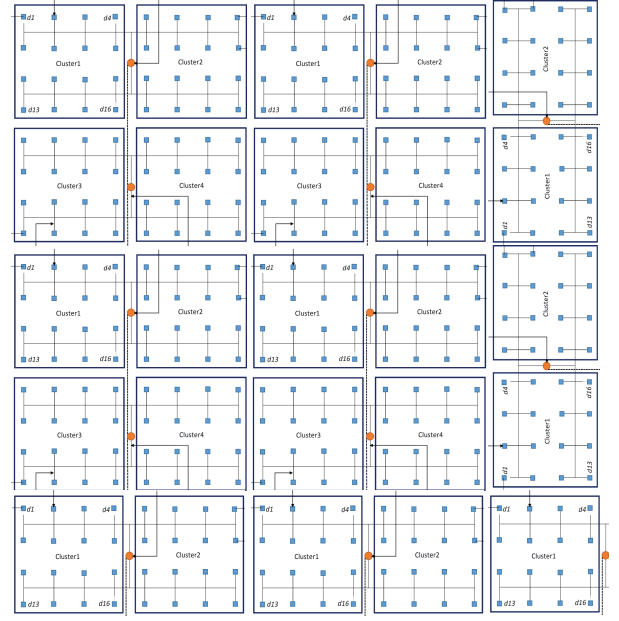 d1 d4 d1 d4
Cluster1 Cluster2 Cluster1 Cluster2 Cluster2
d13 d16 d13 d16
d4 d16
Cluster3 Cluster4 Cluster3 Cluster4 Cluster1
d1 d13
d1 d4 d1 d4
Cluster1 Cluster2 Cluster1 Cluster2 Cluster2
d13 d16 d13 d16
d4 d16
Cluster3 Cluster4 Cluster3 Cluster4 Cluster1
d1 d13
d1 d4 d1 d4 d1 d4
Cluster1 Cluster2 Cluster1 Cluster2 Cluster1
d13 d16 d13 d16 d13 d16